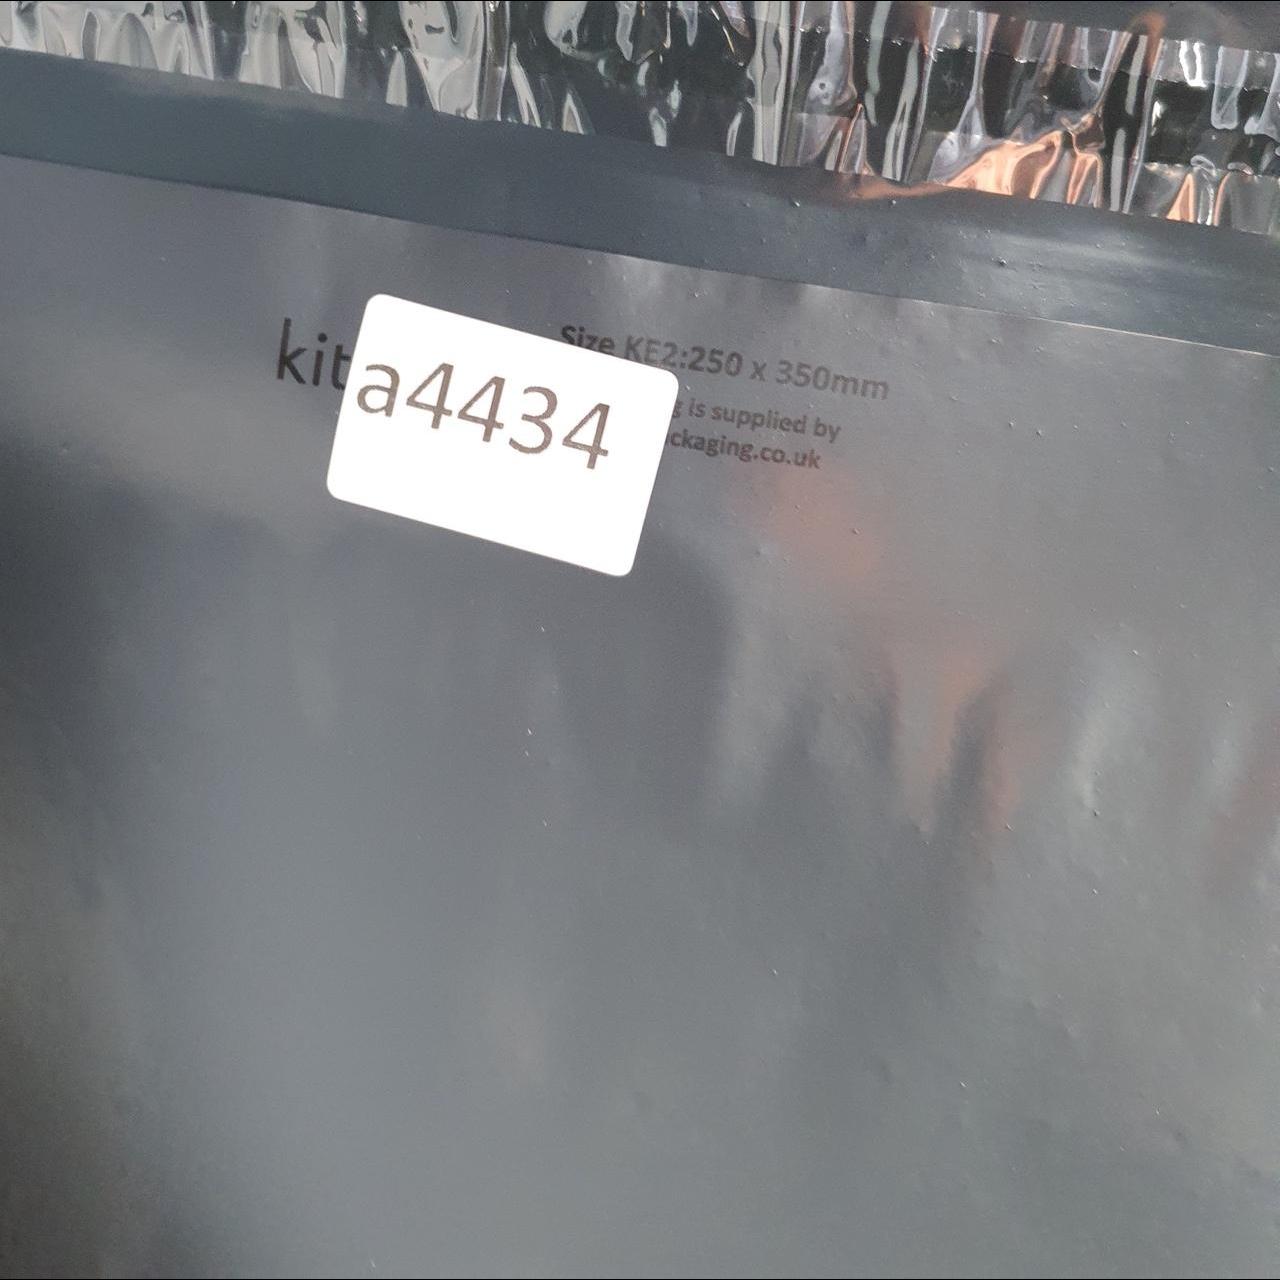 kit
a4434
Size KE2:250 x 350mm
is supplied by
ckaging.co.uk